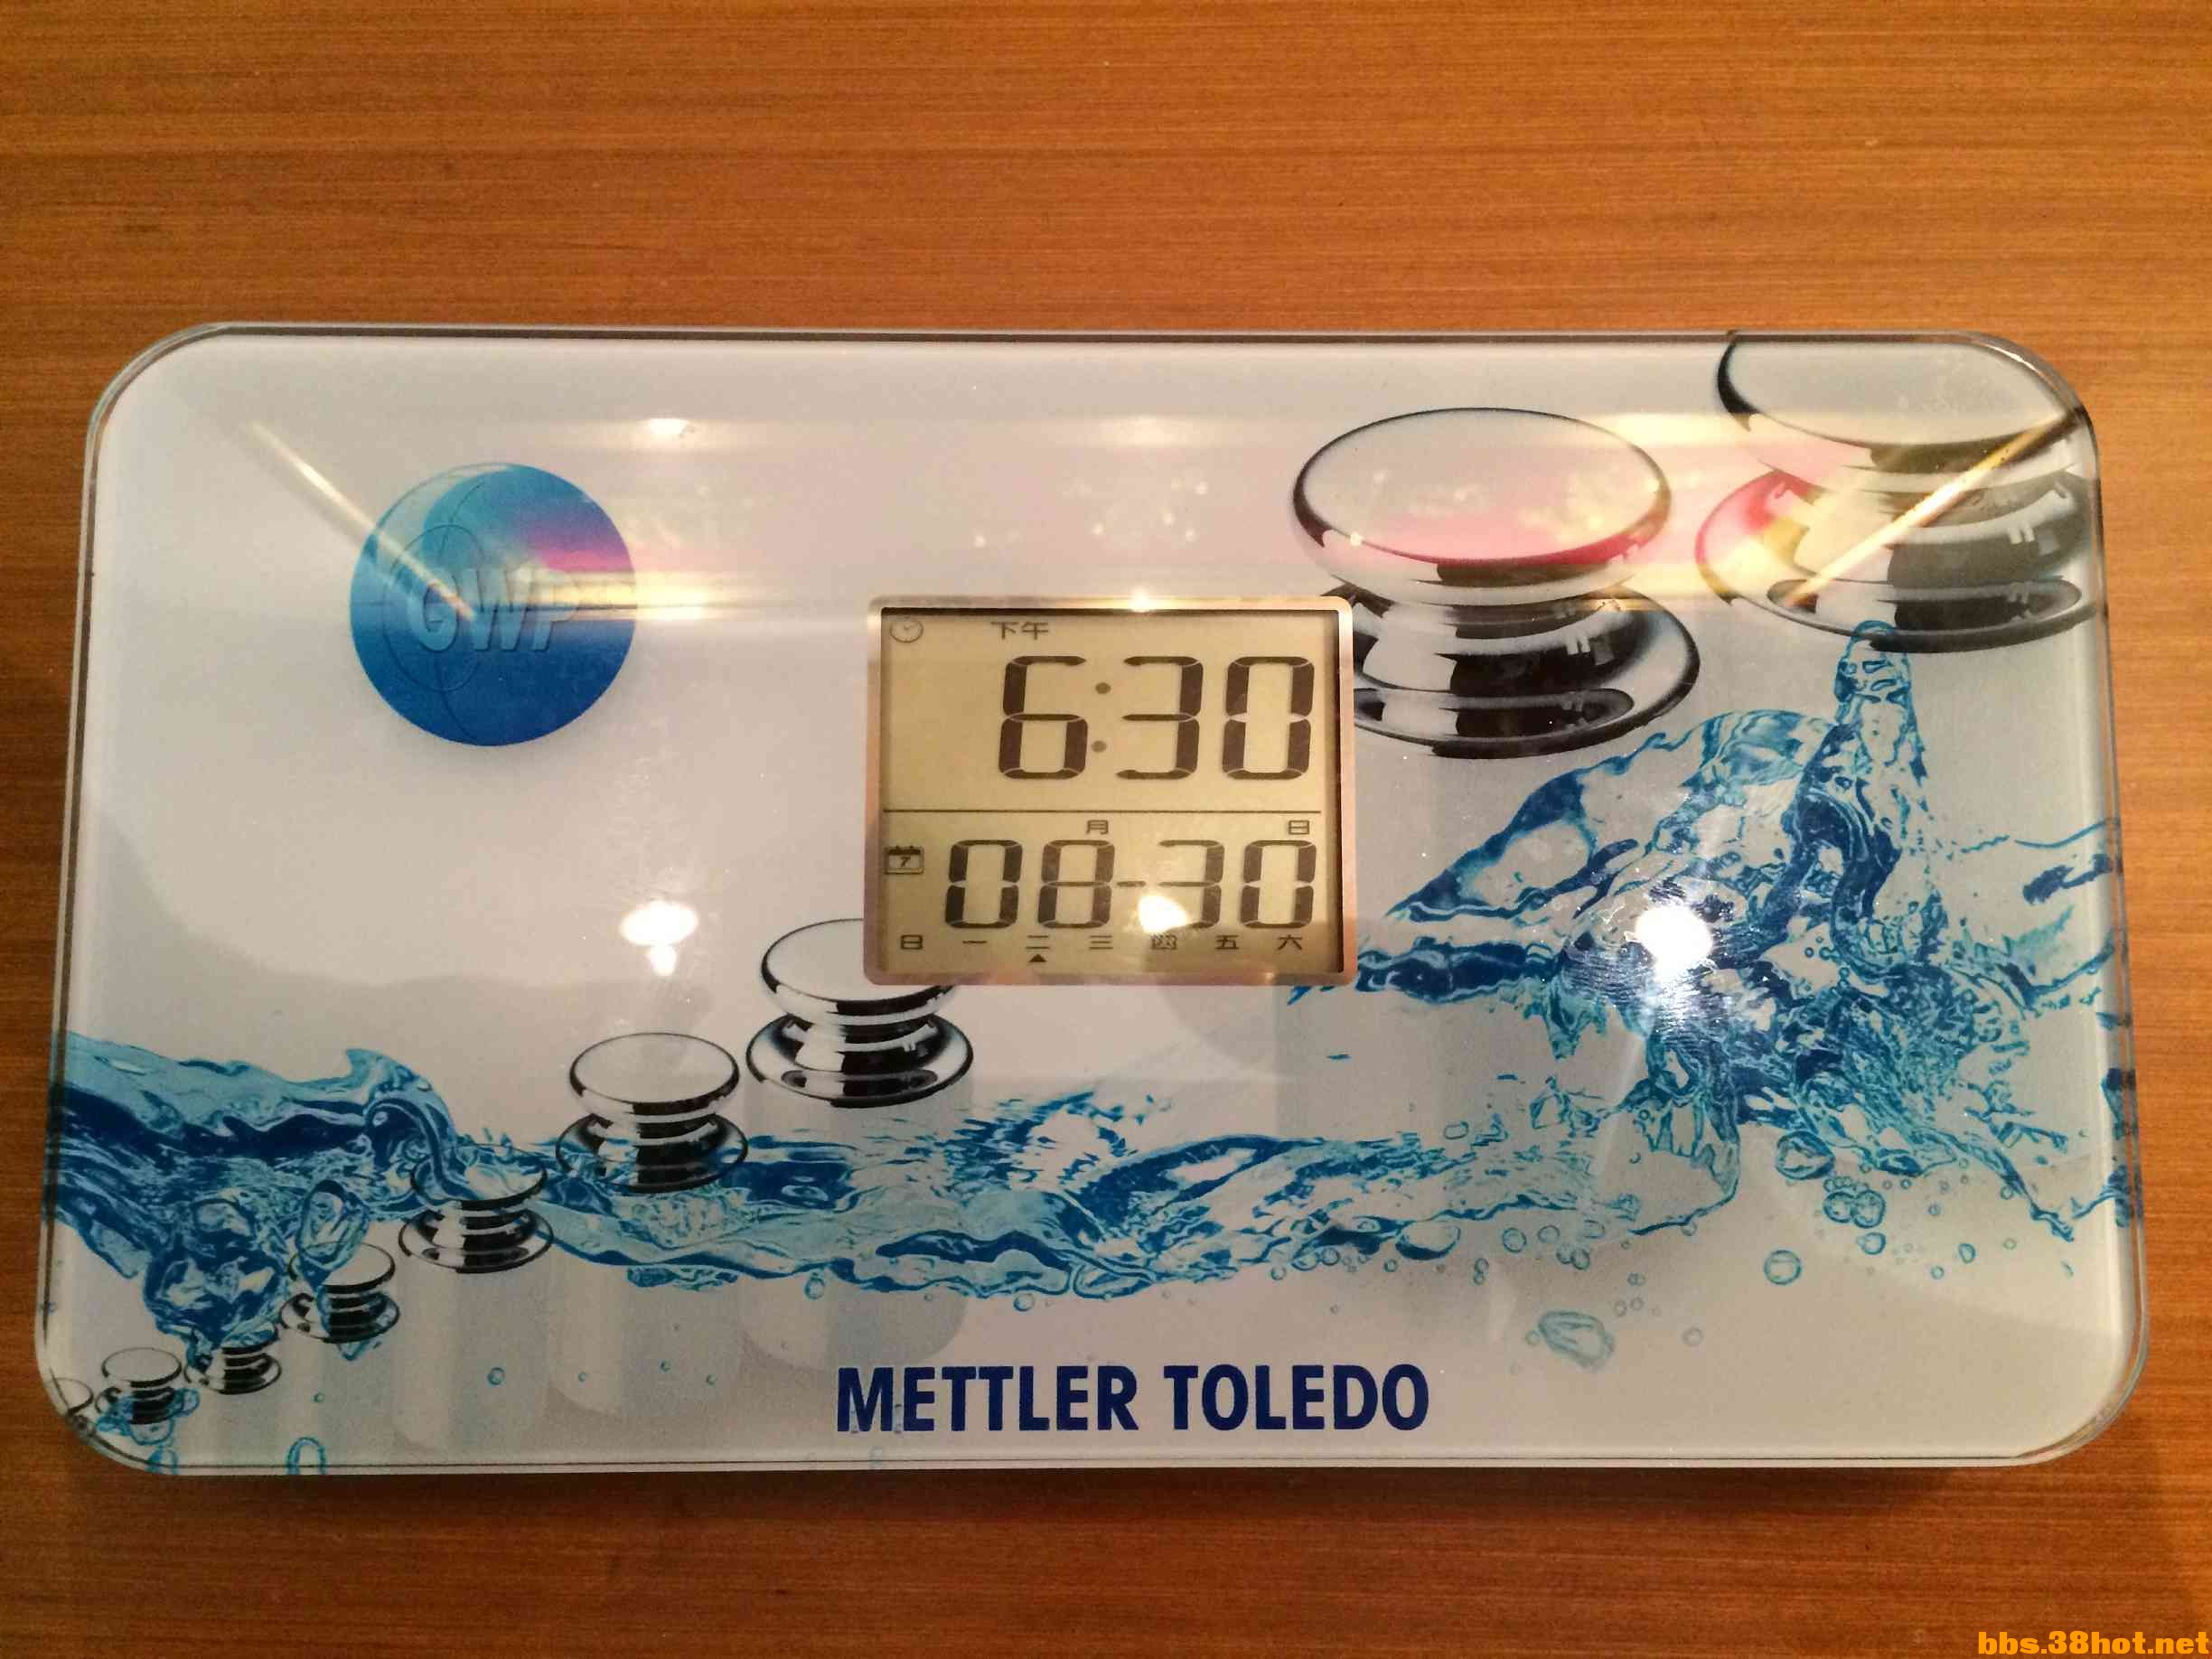 GWP
下午
6:30
月 日
7
08-30
日 一 二 三 四 五 六
METTLER TOLEDO
bbs.38hot.net